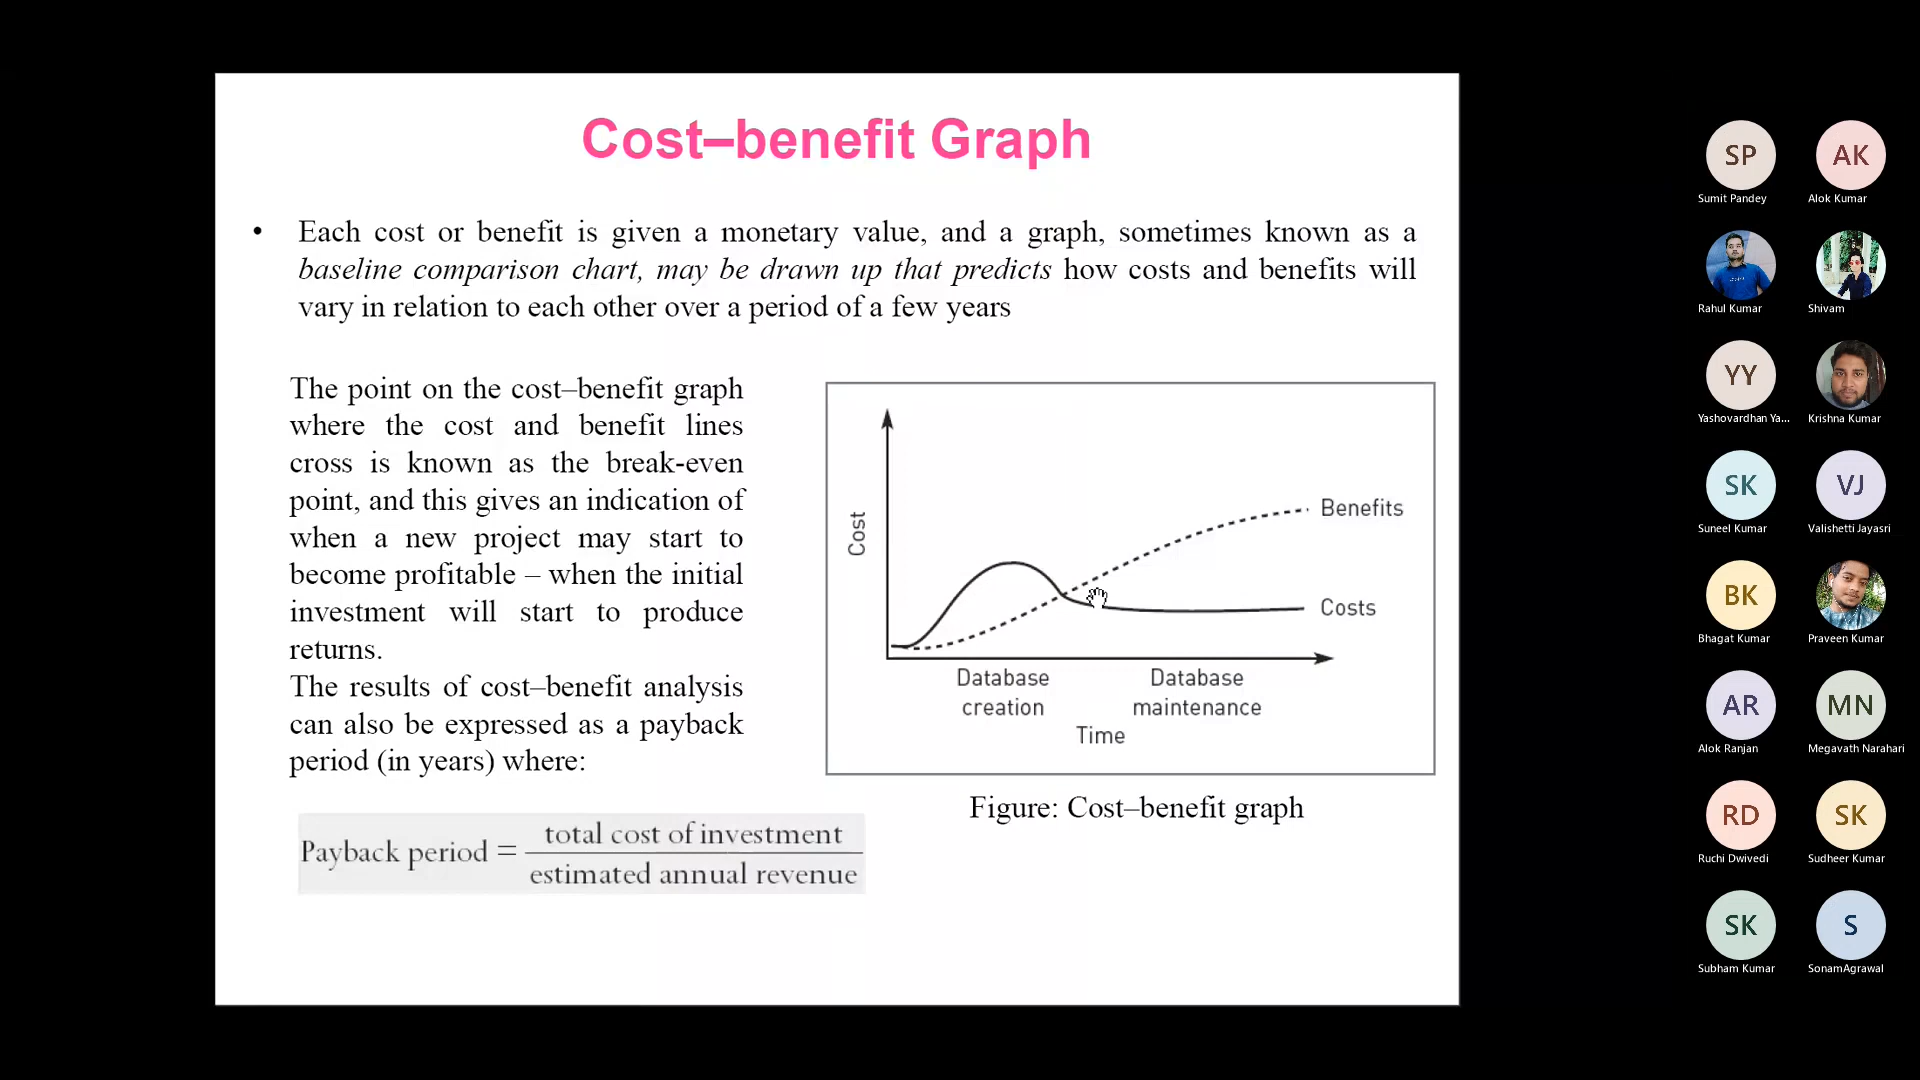 Cost–benefit Graph
• Each cost or benefit is given a monetary value, and a graph, sometimes known as a
baseline comparison chart, may be drawn up that predicts how costs and benefits will
vary in relation to each other over a period of a few years
The point on the cost–benefit graph
where the cost and benefit lines
cross is known as the break-even
point, and this gives an indication of
when a new project may start to
become profitable – when the initial
investment will start to produce
returns.
The results of cost–benefit analysis
can also be expressed as a payback
period (in years) where:
Payback period =
total cost of investment
estimated annual revenue
Cost
Benefits
Costs
Database
creation
Database
maintenance
Time
Figure: Cost–benefit graph
SP
Sumit Pandey
AK
Alok Kumar
Rahul Kumar
Shivam
YY
Yashovardhan Ya...
Krishna Kumar
SK
Suneel Kumar
VJ
Valishetti Jayasri
BK
Bhagat Kumar
Praveen Kumar
AR
Alok Ranjan
MN
Megavath Narahari
RD
Ruchi Dwivedi
SK
Sudheer Kumar
SK
Subham Kumar
S
SonamAgrawal